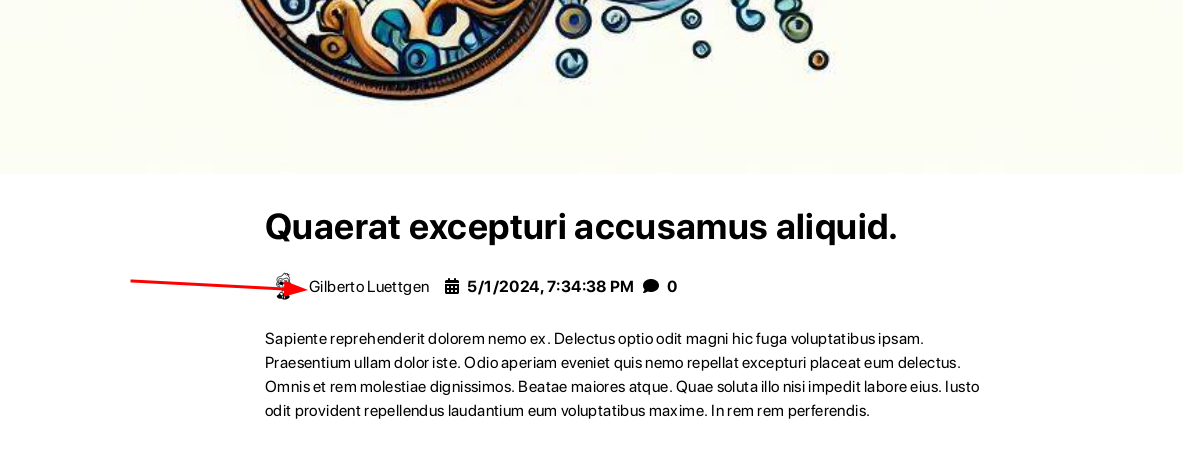 Quaerat excepturi accusamus aliquid.
Gilberto Luettgen 5/1/2024, 7:34:38 PM 0
Sapiente reprehenderit dolorem nemo ex. Delectus optio odit magni hic fuga voluptatibus ipsam.
Praesentium ullam dolor iste. Odio aperiam eveniet quis nemo repellat excepturi placeat eum delectus.
Omnis et rem molestiae dignissimos. Beatae maiores atque. Quae soluta illo nisi impedit labore eius. Iusto
odit provident repellendus laudantium eum voluptatibus maxime. In rem rem perferendis.